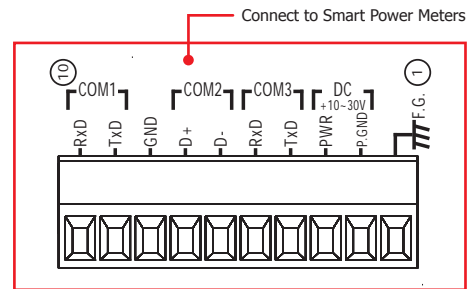 Connect to Smart Power Meters
10
COM1
COM2
COM3
DC
+10~30V
1
RxD
TxD
GND
D+
D-
RxD
TxD
PWR
P.GND
F.G.